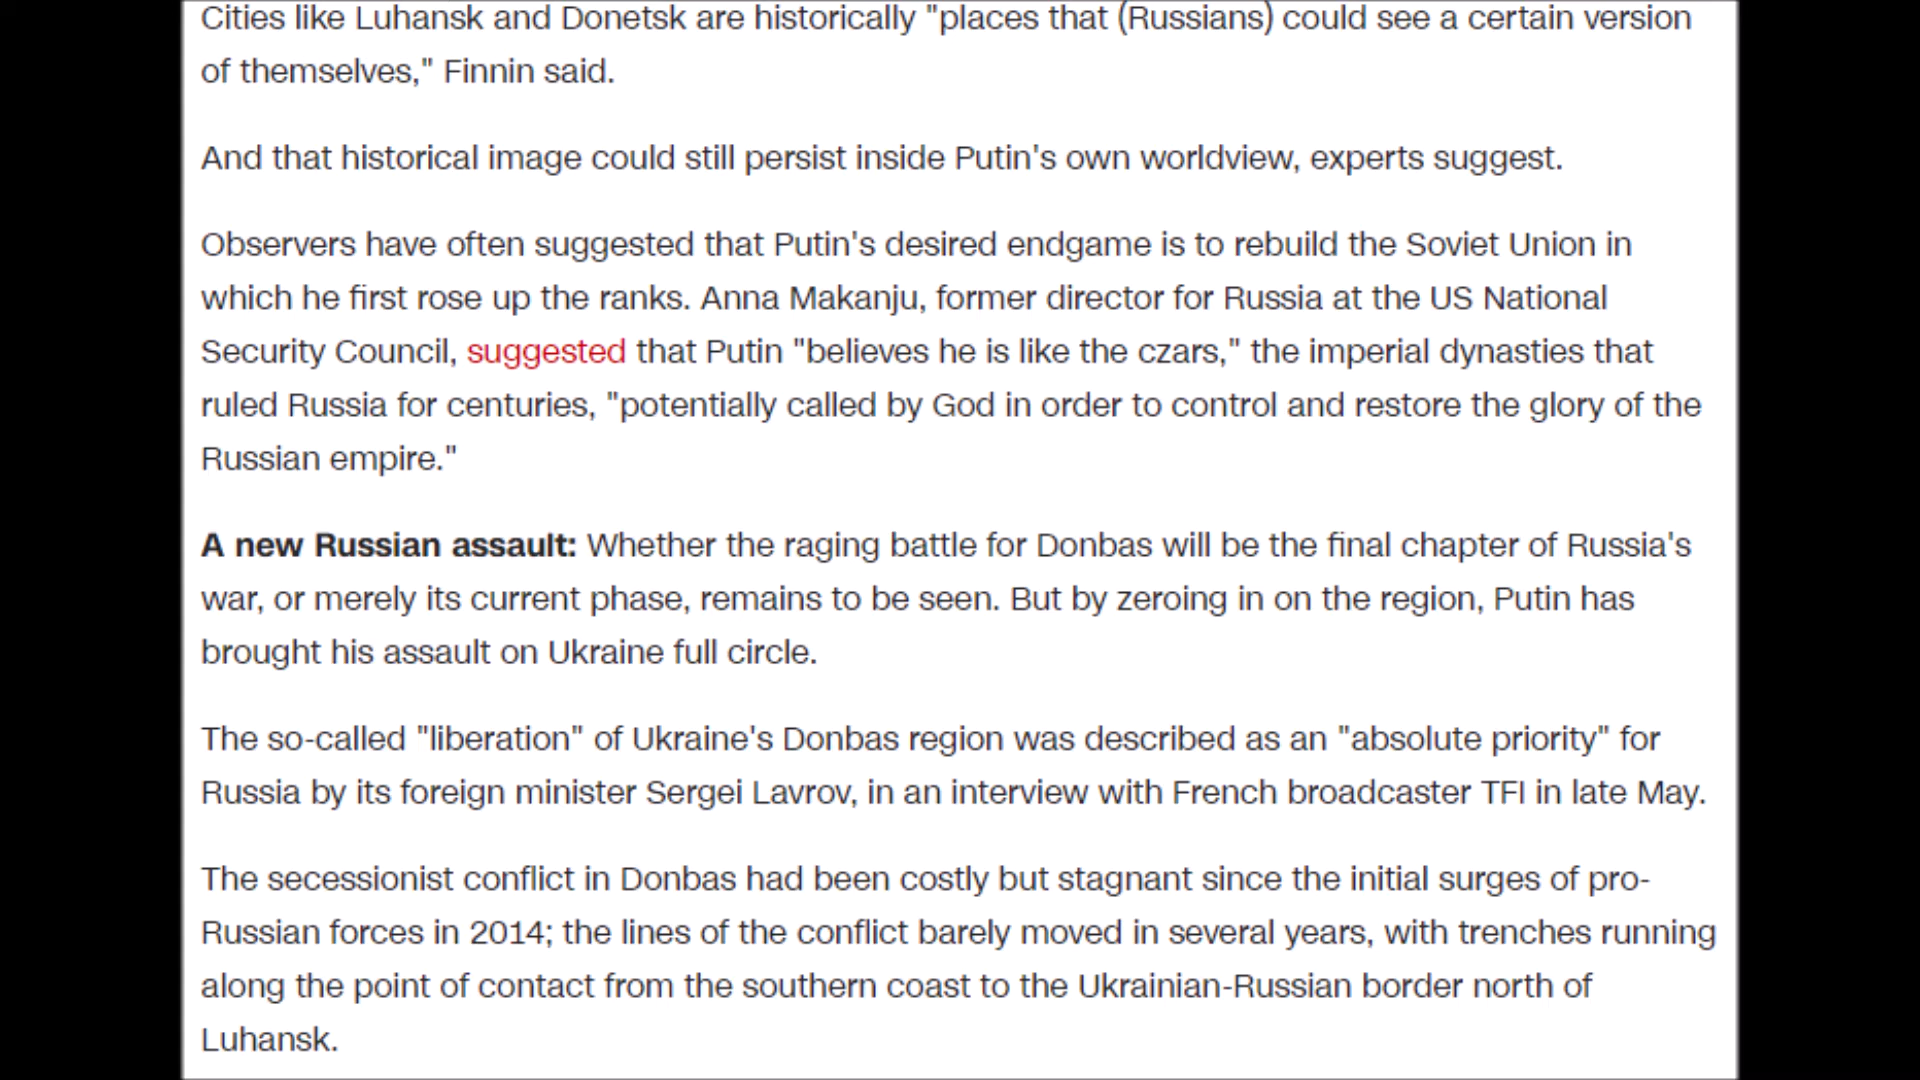 Cities like Luhansk and Donetsk are historically "places that (Russians) could see a certain version
of themselves," Finnin said.
And that historical image could still persist inside Putin's own worldview, experts suggest.
Observers have often suggested that Putin's desired endgame is to rebuild the Soviet Union in
which he first rose up the ranks. Anna Makanju, former director for Russia at the US National
Security Council, suggested that Putin "believes he is like the czars," the imperial dynasties that
ruled Russia for centuries, "potentially called by God in order to control and restore the glory of the
Russian empire."
A new Russian assault: Whether the raging battle for Donbas will be the final chapter of Russia's
war, or merely its current phase, remains to be seen. But by zeroing in on the region, Putin has
brought his assault on Ukraine full circle.
The so-called "liberation" of Ukraine's Donbas region was described as an "absolute priority" for
Russia by its foreign minister Sergei Lavrov, in an interview with French broadcaster TFI in late May.
The secessionist conflict in Donbas had been costly but stagnant since the initial surges of pro-
Russian forces in 2014; the lines of the conflict barely moved in several years, with trenches running
along the point of contact from the southern coast to the Ukrainian-Russian border north of
Luhansk.